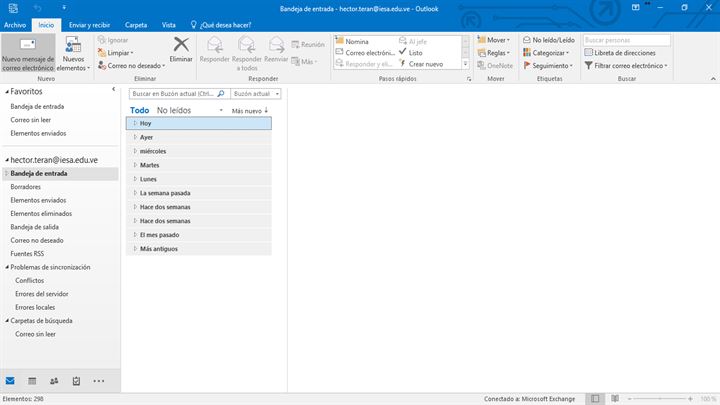 Bandeja de entrada - hector.teran@iesa.edu.ve - Outlook
Archivo Inicio Enviar y recibir Carpeta Vista ¿Qué desea hacer?
Nuevo mensaje de correo electrónico
Nuevos elementos
Nuevo
Ignorar
Limpiar
Correo no deseado
Eliminar
Eliminar
Responder
Responder a todos
Reenviar
Reunión
Más
Responder
Nomina
Correo electróni...
Responder y eli...
Al jefe
Listo
Crear nuevo
Pasos rápidos
Mover
Reglas
OneNote
Mover
No leído/Leído
Categorizar
Seguimiento
Etiquetas
Buscar personas
Libreta de direcciones
Filtrar correo electrónico
Buscar
Favoritos
Bandeja de entrada
Correo sin leer
Elementos enviados
hector.teran@iesa.edu.ve
Bandeja de entrada
Borradores
Elementos enviados
Elementos eliminados
Bandeja de salida
Correo no deseado
Fuentes RSS
Problemas de sincronización
Conflictos
Errores del servidor
Errores locales
Carpetas de búsqueda
Correo sin leer
Buscar en Buzón actual (Ctrl... Buzón actual
Todo No leídos Más nuevo
Hoy
Ayer
miércoles
Martes
Lunes
La semana pasada
Hace dos semanas
Hace dos semanas
El mes pasado
Más antiguos
Elementos: 298 Conectado a: Microsoft Exchange 100 %